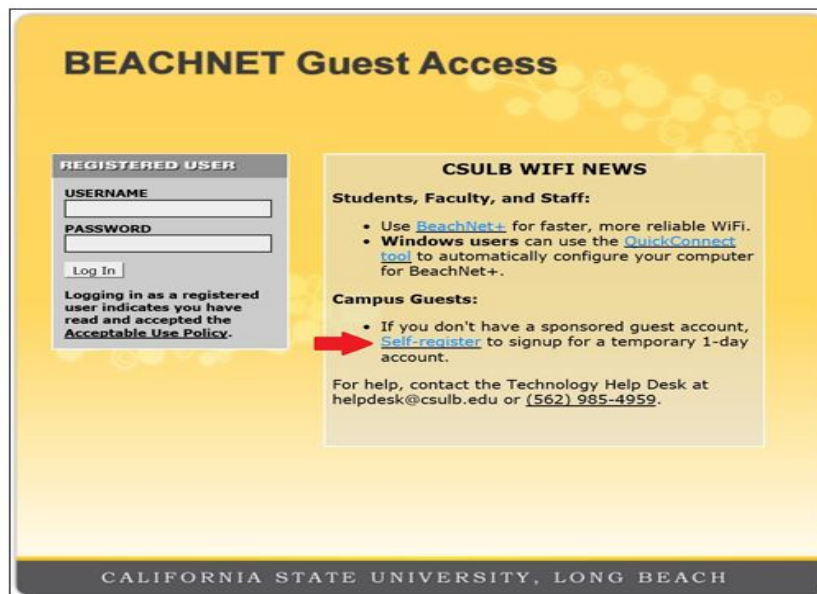 BEACHNET Guest Access
REGISTERED USER
USERNAME
PASSWORD
Log In
Logging in as a registered
user indicates you have
read and accepted the
Acceptable Use Policy.
CSULB WIFI NEWS
Students, Faculty, and Staff:
• Use BeachNet+ for faster, more reliable WiFi.
• Windows users can use the QuickConnect
tool to automatically configure your computer
for BeachNet+.
Campus Guests:
• If you don't have a sponsored guest account,
Self-register to signup for a temporary 1-day
account.
For help, contact the Technology Help Desk at
helpdesk@csulb.edu or (562) 985-4959.
CALIFORNIA STATE UNIVERSITY, LONG BEACH